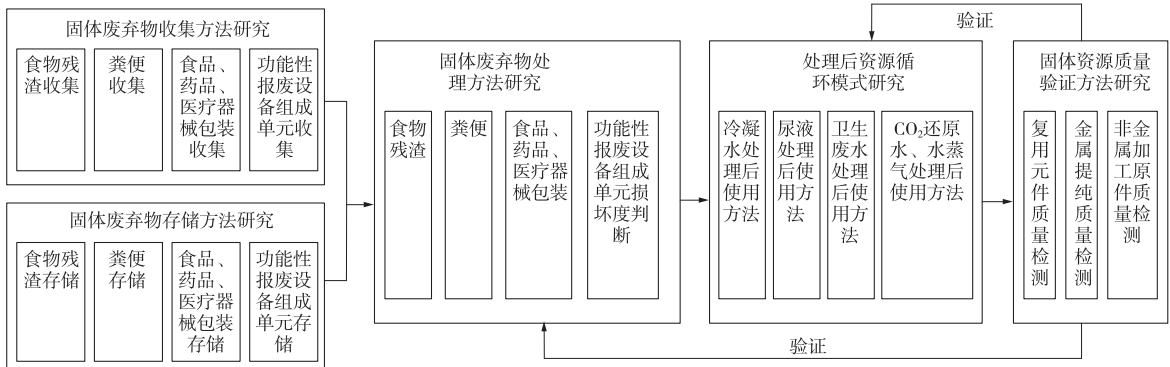 固体废弃物收集方法研究
食物残
渣收集
粪便
收集
食品、
药品、
医疗器
械包装
收集
功能性
报废设
备组成
单元收
集
固体废弃物存储方法研究
食物残
渣存储
粪便
存储
食品、
药品、
医疗器
械包装
存储
功能性
报废设
备组成
单元存
储
固体废弃物处
理方法研究
食物
残渣
粪便
食品、
药品、
医疗器
械包装
功能性
报废设
备组成
单元损
坏度判
断
处理后资源循
环模式研究
冷凝
水处
理后
使用
方法
尿液
处理
后使
用方
法
卫生
废水
处理
后使
用方
法
CO₂还原
水、水蒸
气处理后
使用方法
固体资源质量
验证方法研究
复用元件质量检测
金属提纯质量检测
非金
属加
工原
件质
量检
测
验证
验证